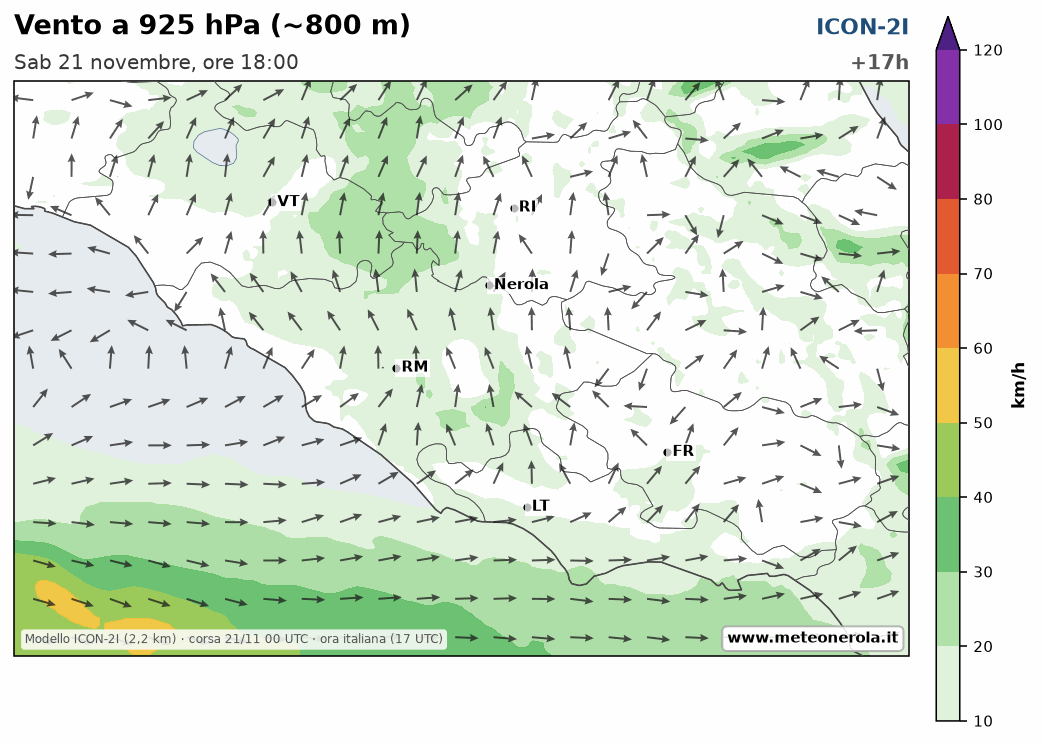 Vento a 925 hPa (~800 m)
ICON-2I
Sab 21 novembre, ore 18:00
+17h
VT
RI
Nerola
RM
FR
LT
Modello ICON-2I (2,2 km) · corsa 21/11 00 UTC · ora italiana (17 UTC)
www.meteonerola.it
120
100
80
70
60
50
40
30
20
10
km/h